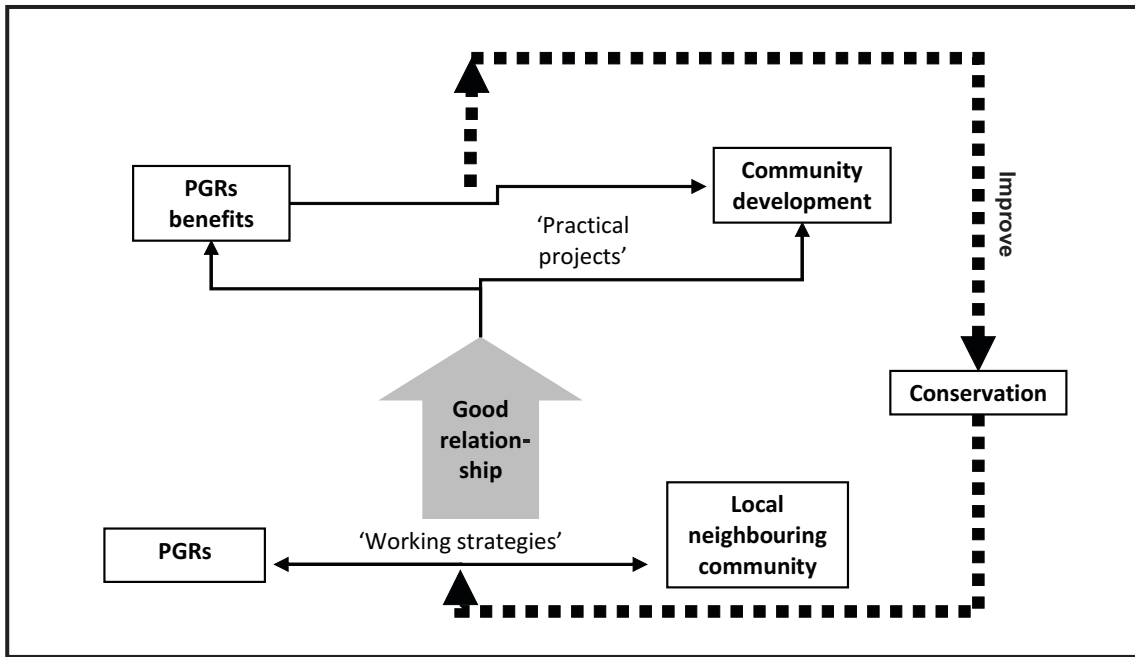 PGRs
benefits
Community
development
'Practical
projects'
Improve
Conservation
Good
relation-
ship
Local
neighbouring
community
PGRs
'Working strategies'